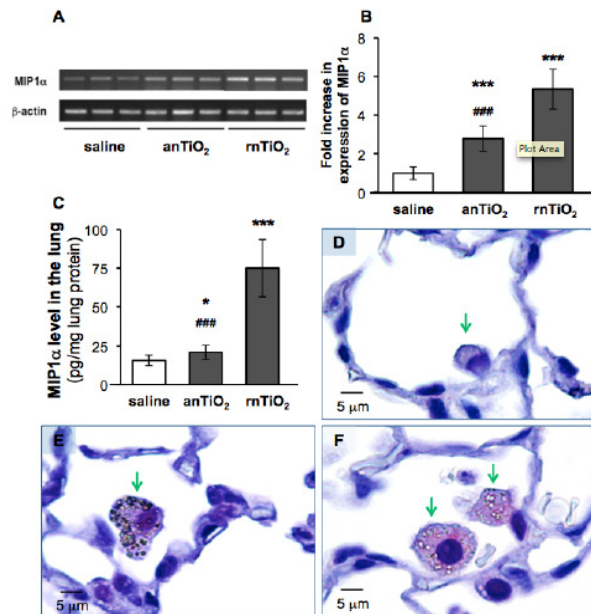 A
MIP1α
β-actin
saline anTiO₂ rnTiO₂
B
Fold increase in
expression of MIP1α
8
6
4
2
0
***
###
***
Plot Area
saline anTiO₂ rnTiO₂
C
MIP1α level in the lung
(pg/mg lung protein)
100
75
50
25
0
*
###
***
saline anTiO₂ rnTiO₂
D
5 µm
E
5 µm
F
5 µm